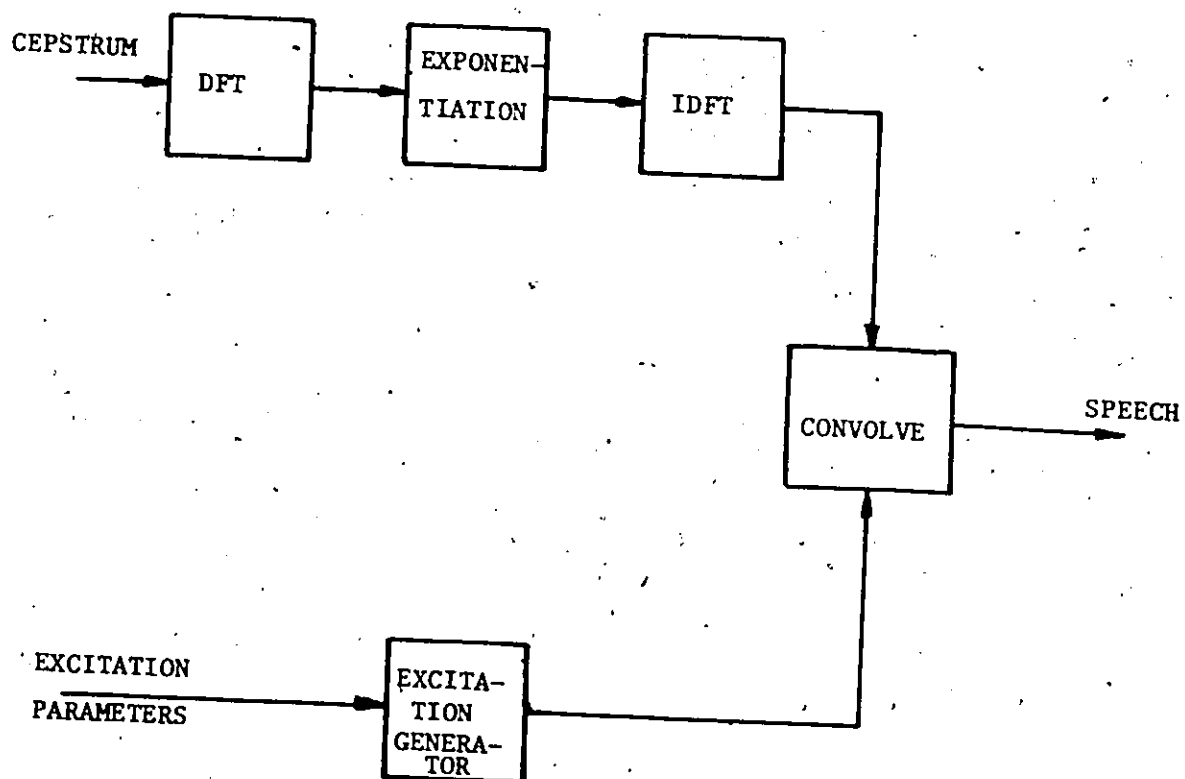 CEPSTRUM
DFT
EXPONEN-
TIATION
IDFT
CONVOLVE
SPEECH
EXCITATION
PARAMETERS
EXCITA-
TION
GENERA-
TOR